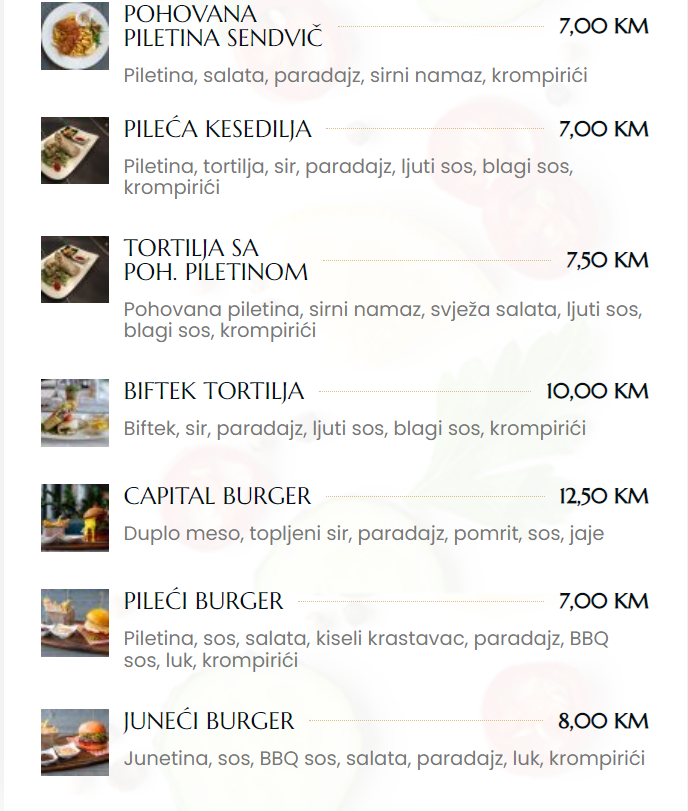 POHOVANA
PILETINA SENDVIČ 7,00 KM
Piletina, salata, paradajz, sirni namaz, krompirići
PILEĆA KESEDILJA 7,00 KM
Piletina, tortilja, sir, paradajz, ljuti sos, blagi sos,
krompirići
TORTILJA SA
POH. PILETINOM 7,50 KM
Pohovana piletina, sirni namaz, svježa salata, ljuti sos,
blagi sos, krompirići
BIFTEK TORTILJA 10,00 KM
Biftek, sir, paradajz, ljuti sos, blagi sos, krompirići
CAPITAL BURGER 12,50 KM
Duplo meso, topljeni sir, paradajz, pomrit, sos, jaje
PILEĆI BURGER 7,00 KM
Piletina, sos, salata, kiseli krastavac, paradajz, BBQ
sos, luk, krompirići
JUNEĆI BURGER 8,00 KM
Junetina, sos, BBQ sos, salata, paradajz, luk, krompirići